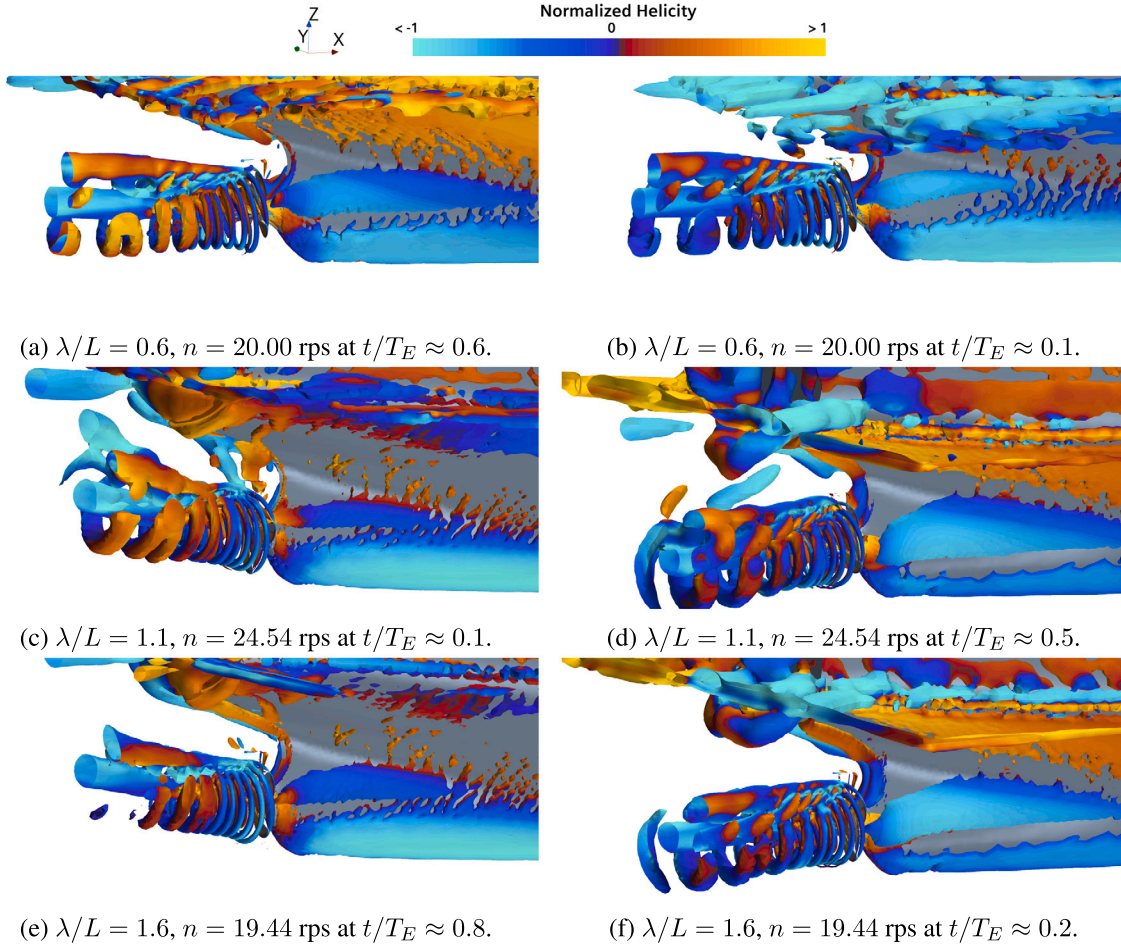 Normalized Helicity
< -1 0 > 1
Z
Y X
(a) λ/L = 0.6, n = 20.00 rps at t/T_E ≈ 0.6.
(b) λ/L = 0.6, n = 20.00 rps at t/T_E ≈ 0.1.
(c) λ/L = 1.1, n = 24.54 rps at t/T_E ≈ 0.1.
(d) λ/L = 1.1, n = 24.54 rps at t/T_E ≈ 0.5.
(e) λ/L = 1.6, n = 19.44 rps at t/T_E ≈ 0.8.
(f) λ/L = 1.6, n = 19.44 rps at t/T_E ≈ 0.2.